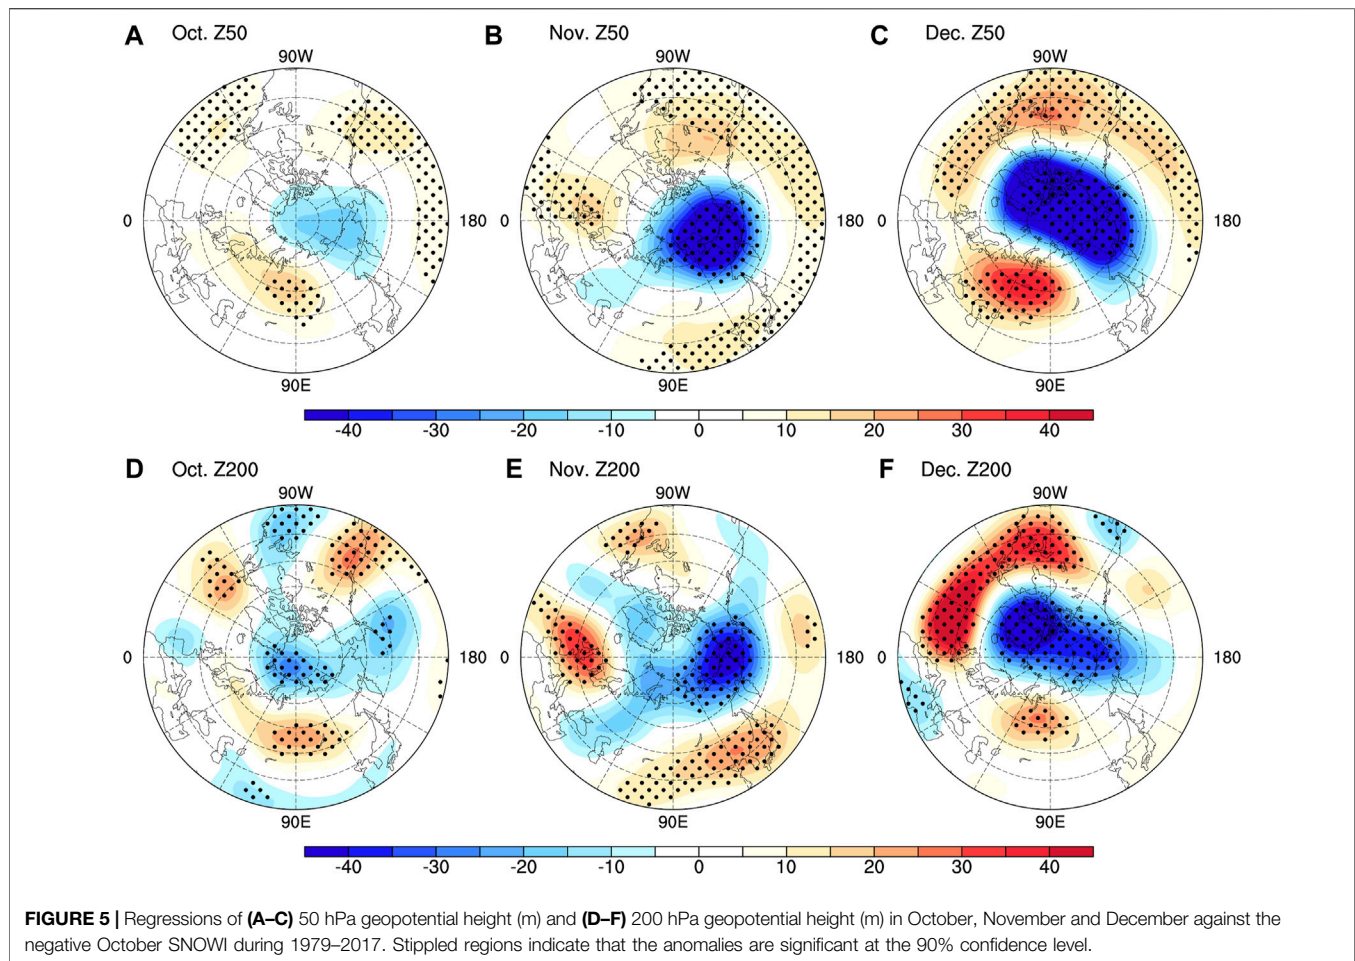 A Oct. Z50
B Nov. Z50
C Dec. Z50
90W
90W
90W
0
180
0
180
0
180
90E
90E
90E
-40 -30 -20 -10 0 10 20 30 40
D Oct. Z200
E Nov. Z200
F Dec. Z200
90W
90W
90W
0
180
0
180
0
180
90E
90E
90E
-40 -30 -20 -10 0 10 20 30 40
FIGURE 5 | Regressions of (A–C) 50 hPa geopotential height (m) and (D–F) 200 hPa geopotential height (m) in October, November and December against the
negative October SNOWI during 1979–2017. Stippled regions indicate that the anomalies are significant at the 90% confidence level.